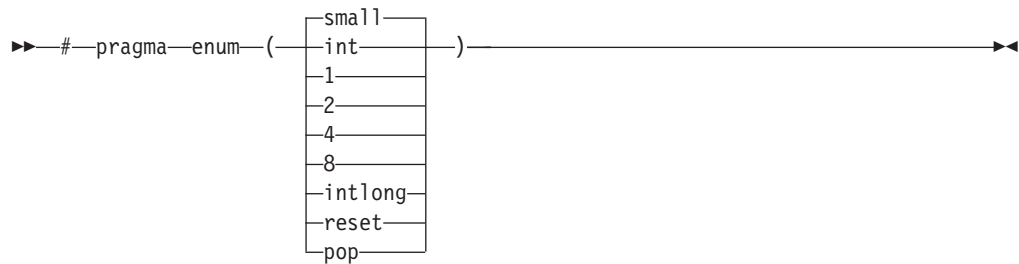 small
# pragma enum ( int )
1
2
4
8
intlong
reset
pop